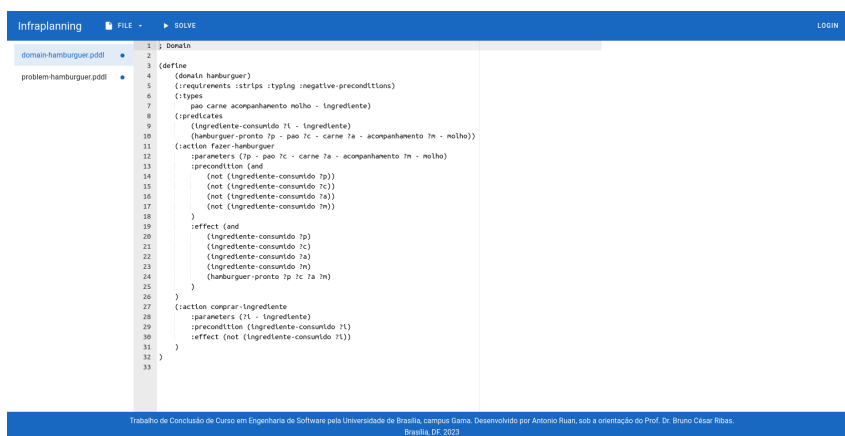 Infraplanning FILE SOLVE LOGIN
domain-hamburguer.pddl
problem-hamburguer.pddl
1 ; Domain
2
3 (define
4 (domain hamburguer)
5 (:requirements :strips :typing :negative-preconditions)
6 (:types
7 pao carne acompanhamento molho - ingrediente)
8 (:predicates
9 (ingrediente-consumido ?i - ingrediente)
10 (hamburguer-pronto ?p - pao ?c - carne ?a - acompanhamento ?m - molho))
11 (:action fazer-hamburguer
12 :parameters (?p - pao ?c - carne ?a - acompanhamento ?m - molho)
13 :precondition (and
14 (not (ingrediente-consumido ?p))
15 (not (ingrediente-consumido ?c))
16 (not (ingrediente-consumido ?a))
17 (not (ingrediente-consumido ?m))
18 )
19 :effect (and
20 (ingrediente-consumido ?p)
21 (ingrediente-consumido ?c)
22 (ingrediente-consumido ?a)
23 (ingrediente-consumido ?m)
24 (hamburguer-pronto ?p ?c ?a ?m)
25 )
26 )
27 (:action comprar-ingrediente
28 :parameters (?i - ingrediente)
29 :precondition (ingrediente-consumido ?i)
30 :effect (not (ingrediente-consumido ?i))
31 )
32 )
33
Trabalho de Conclusão de Curso em Engenharia de Software pela Universidade de Brasília, campus Gama. Desenvolvido por Antonio Ruan, sob a orientação do Prof. Dr. Bruno César Ribas.
Brasília, DF. 2023